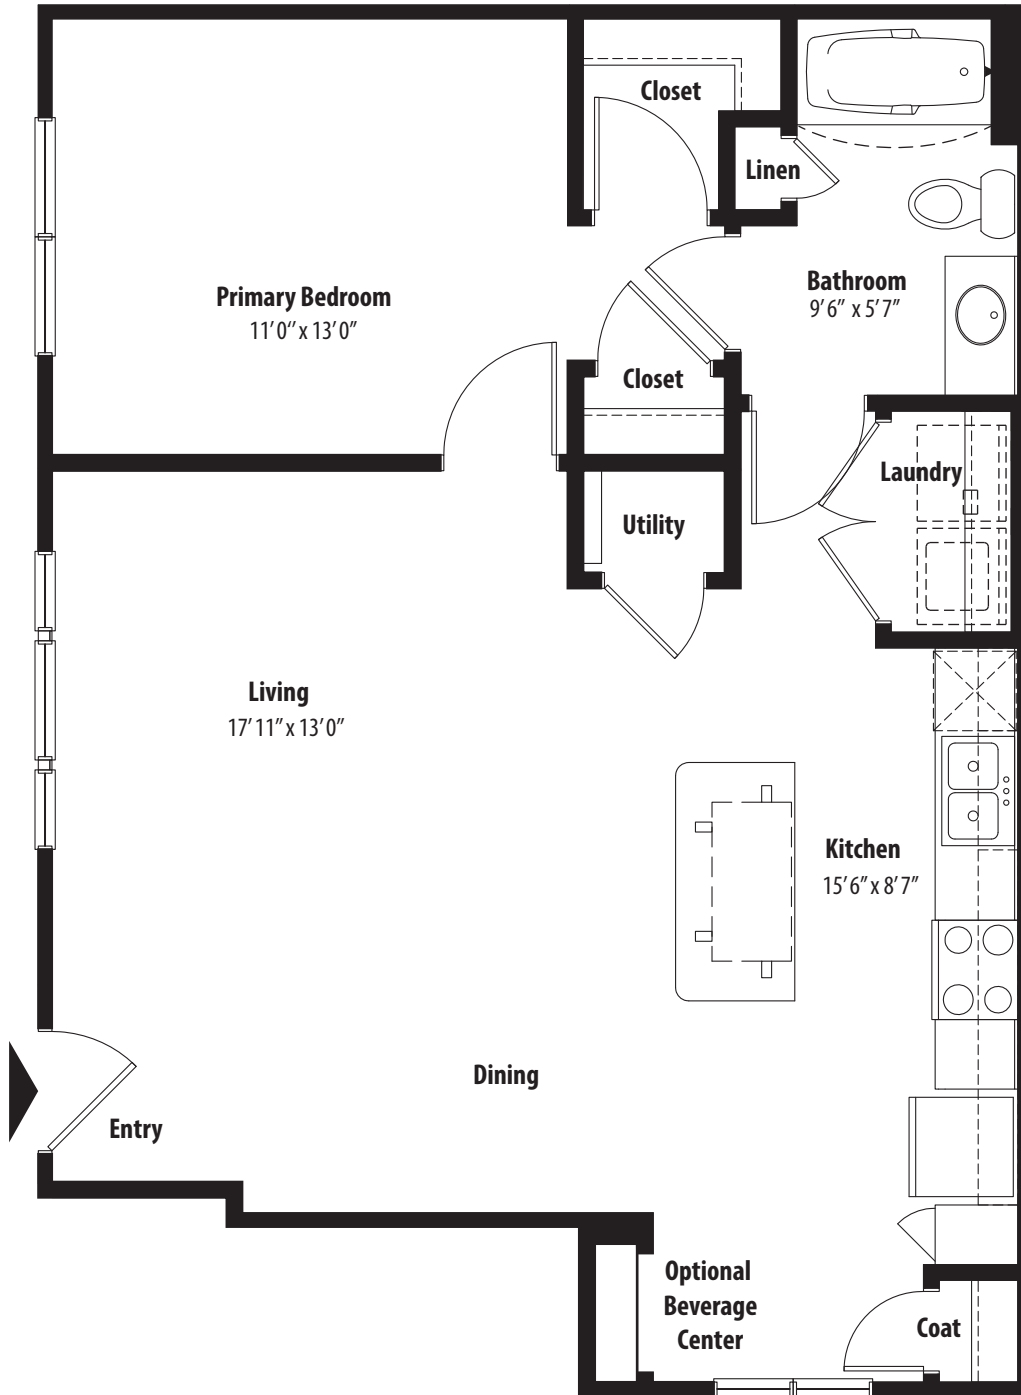 Closet
Linen
Primary Bedroom
11'0" x 13'0"
Bathroom
9'6" x 5'7"
Closet
Laundry
Utility
Living
17'11" x 13'0"
Kitchen
15'6" x 8'7"
Dining
Entry
Optional
Beverage
Center
Coat